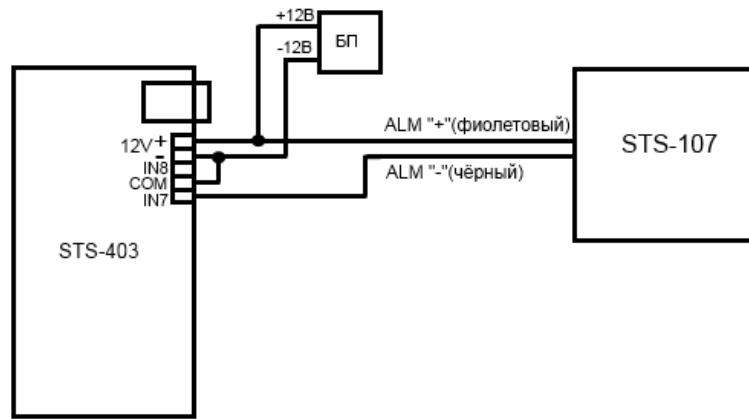 +12В
-12В
БП
ALM "+"(фиолетовый)
12V+
-
IN8
COM
IN7
ALM "-"(чёрный)
STS-107
STS-403